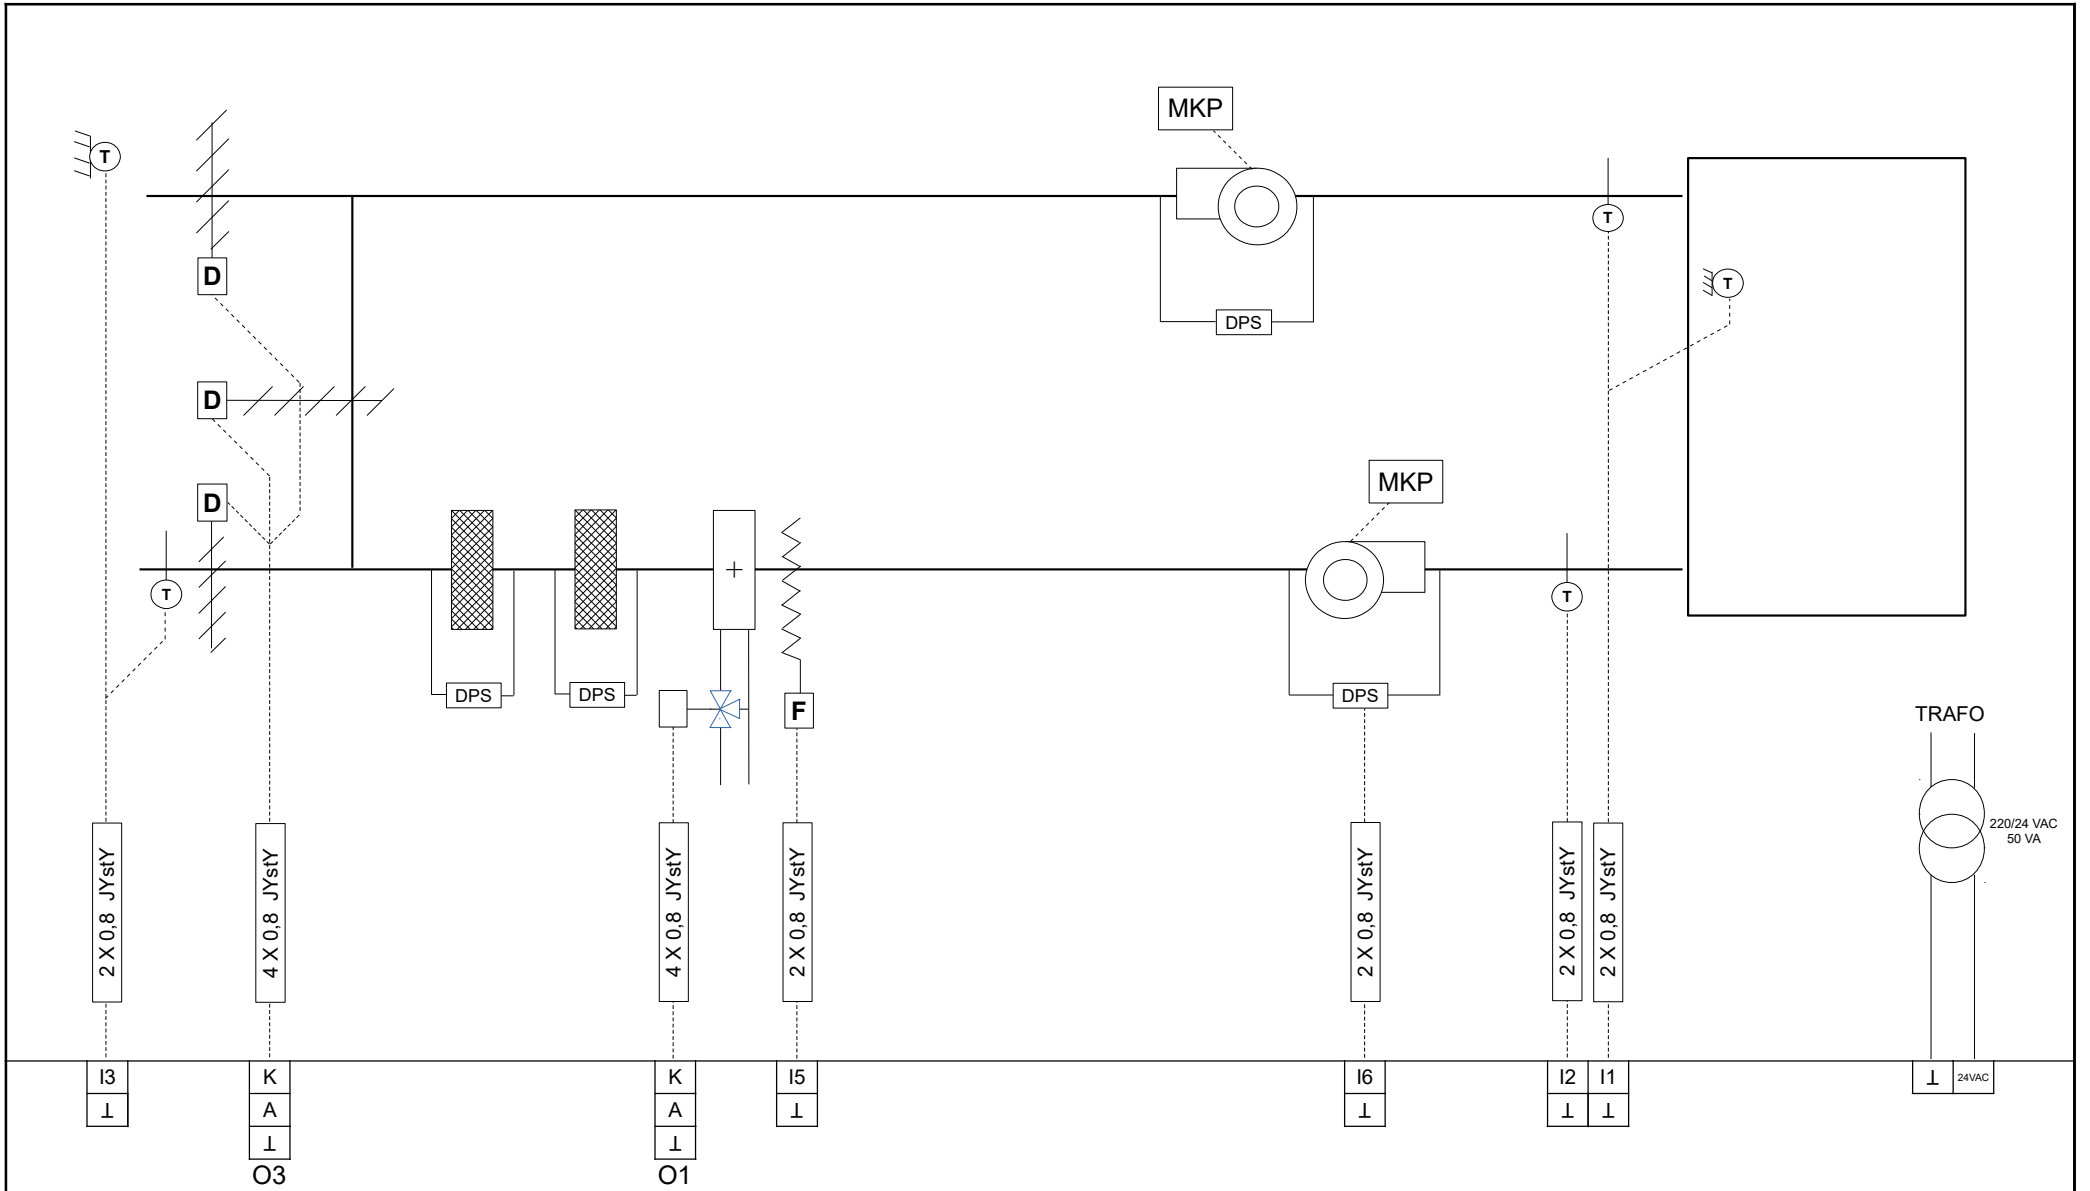 MKP
T
T
D
T
DPS
D
MKP
D
T
T
+
DPS
DPS
DPS
F
TRAFO
220/24 VAC
50 VA
2 X 0,8 JYstY
4 X 0,8 JYstY
4 X 0,8 JYstY
2 X 0,8 JYstY
2 X 0,8 JYstY
2 X 0,8 JYstY
2 X 0,8 JYstY
I3
K
K
I5
I6
I2
I1
⊥
24VAC
⊥
A
A
⊥
⊥
⊥
⊥
⊥
⊥
O3
O1